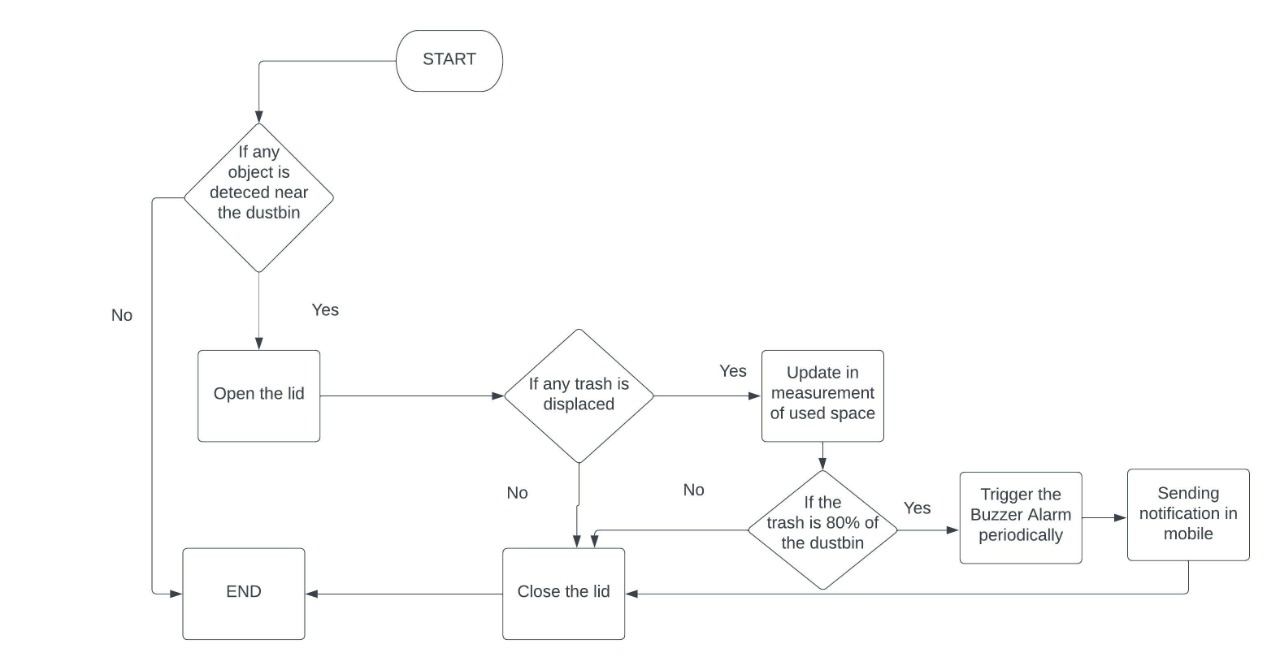 START
If any
object is
deteced near
the dustbin
No
Yes
Open the lid
If any trash is
displaced
Yes
Update in
measurement
of used space
No
No
If the
trash is 80% of
the dustbin
Yes
Trigger the
Buzzer Alarm
periodically
Sending
notification in
mobile
END
Close the lid